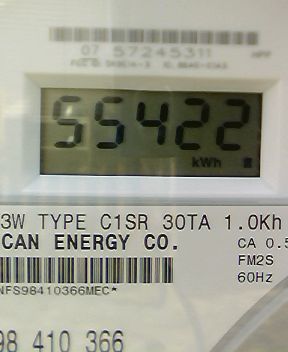 07 57245311
55422
kWh
3W TYPE C1SR 30TA 1.0Kh
CAN ENERGY CO.
CA 0.5
FM2S
60Hz
NFS98410366MEC*
98 410 366